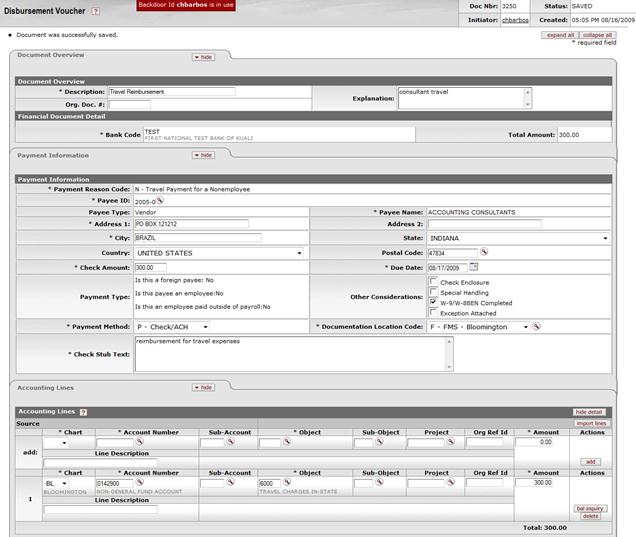 Disbursement Voucher ?
Backdoor Id chbarbos is in use
Doc Nbr: 3250 Status: SAVED
Initiator: chbarbos Created: 05:05 PM 08/16/2009
Document was successfully saved.
expand all collapse all
* required field
Document Overview hide
Document Overview
* Description: Travel Reimbursement Explanation: consultant travel
Org. Doc. #:
Financial Document Detail
* Bank Code TEST Total Amount: 300.00
FIRST NATIONAL TEST BANK OF KUALI
Payment Information hide
Payment Information
* Payment Reason Code: N - Travel Payment for a Nonemployee
* Payee ID: 2005-0
Payee Type: Vendor * Payee Name: ACCOUNTING CONSULTANTS
* Address 1: PO BOX 121212 Address 2:
* City: BRAZIL State: INDIANA
Country: UNITED STATES Postal Code: 47834
* Check Amount: 300.00 * Due Date: 08/17/2009
Payment Type: Is this a foreign payee: No
Is this payee an employee:No
Is this an employee paid outside of payroll:No
Other Considerations: Check Enclosure
Special Handling
W-9/W-8BEN Completed
Exception Attached
* Payment Method: P - Check/ACH * Documentation Location Code: F - FMS - Bloomington
* Check Stub Text: reimbursement for travel expenses
Accounting Lines hide
Accounting Lines ? hide detail
Source import lines
* Chart * Account Number Sub-Account * Object Sub-Object Project Org Ref Id * Amount Actions
add: 0.00
Line Description
add
* Chart * Account Number Sub-Account * Object Sub-Object Project Org Ref Id * Amount Actions
1 BL 0142900 6000 300.00
BLOOMINGTON NON-GENERAL FUND ACCOUNT TRAVEL CHARGES IN-STATE
Line Description
bal inquiry
delete
Total: 300.00